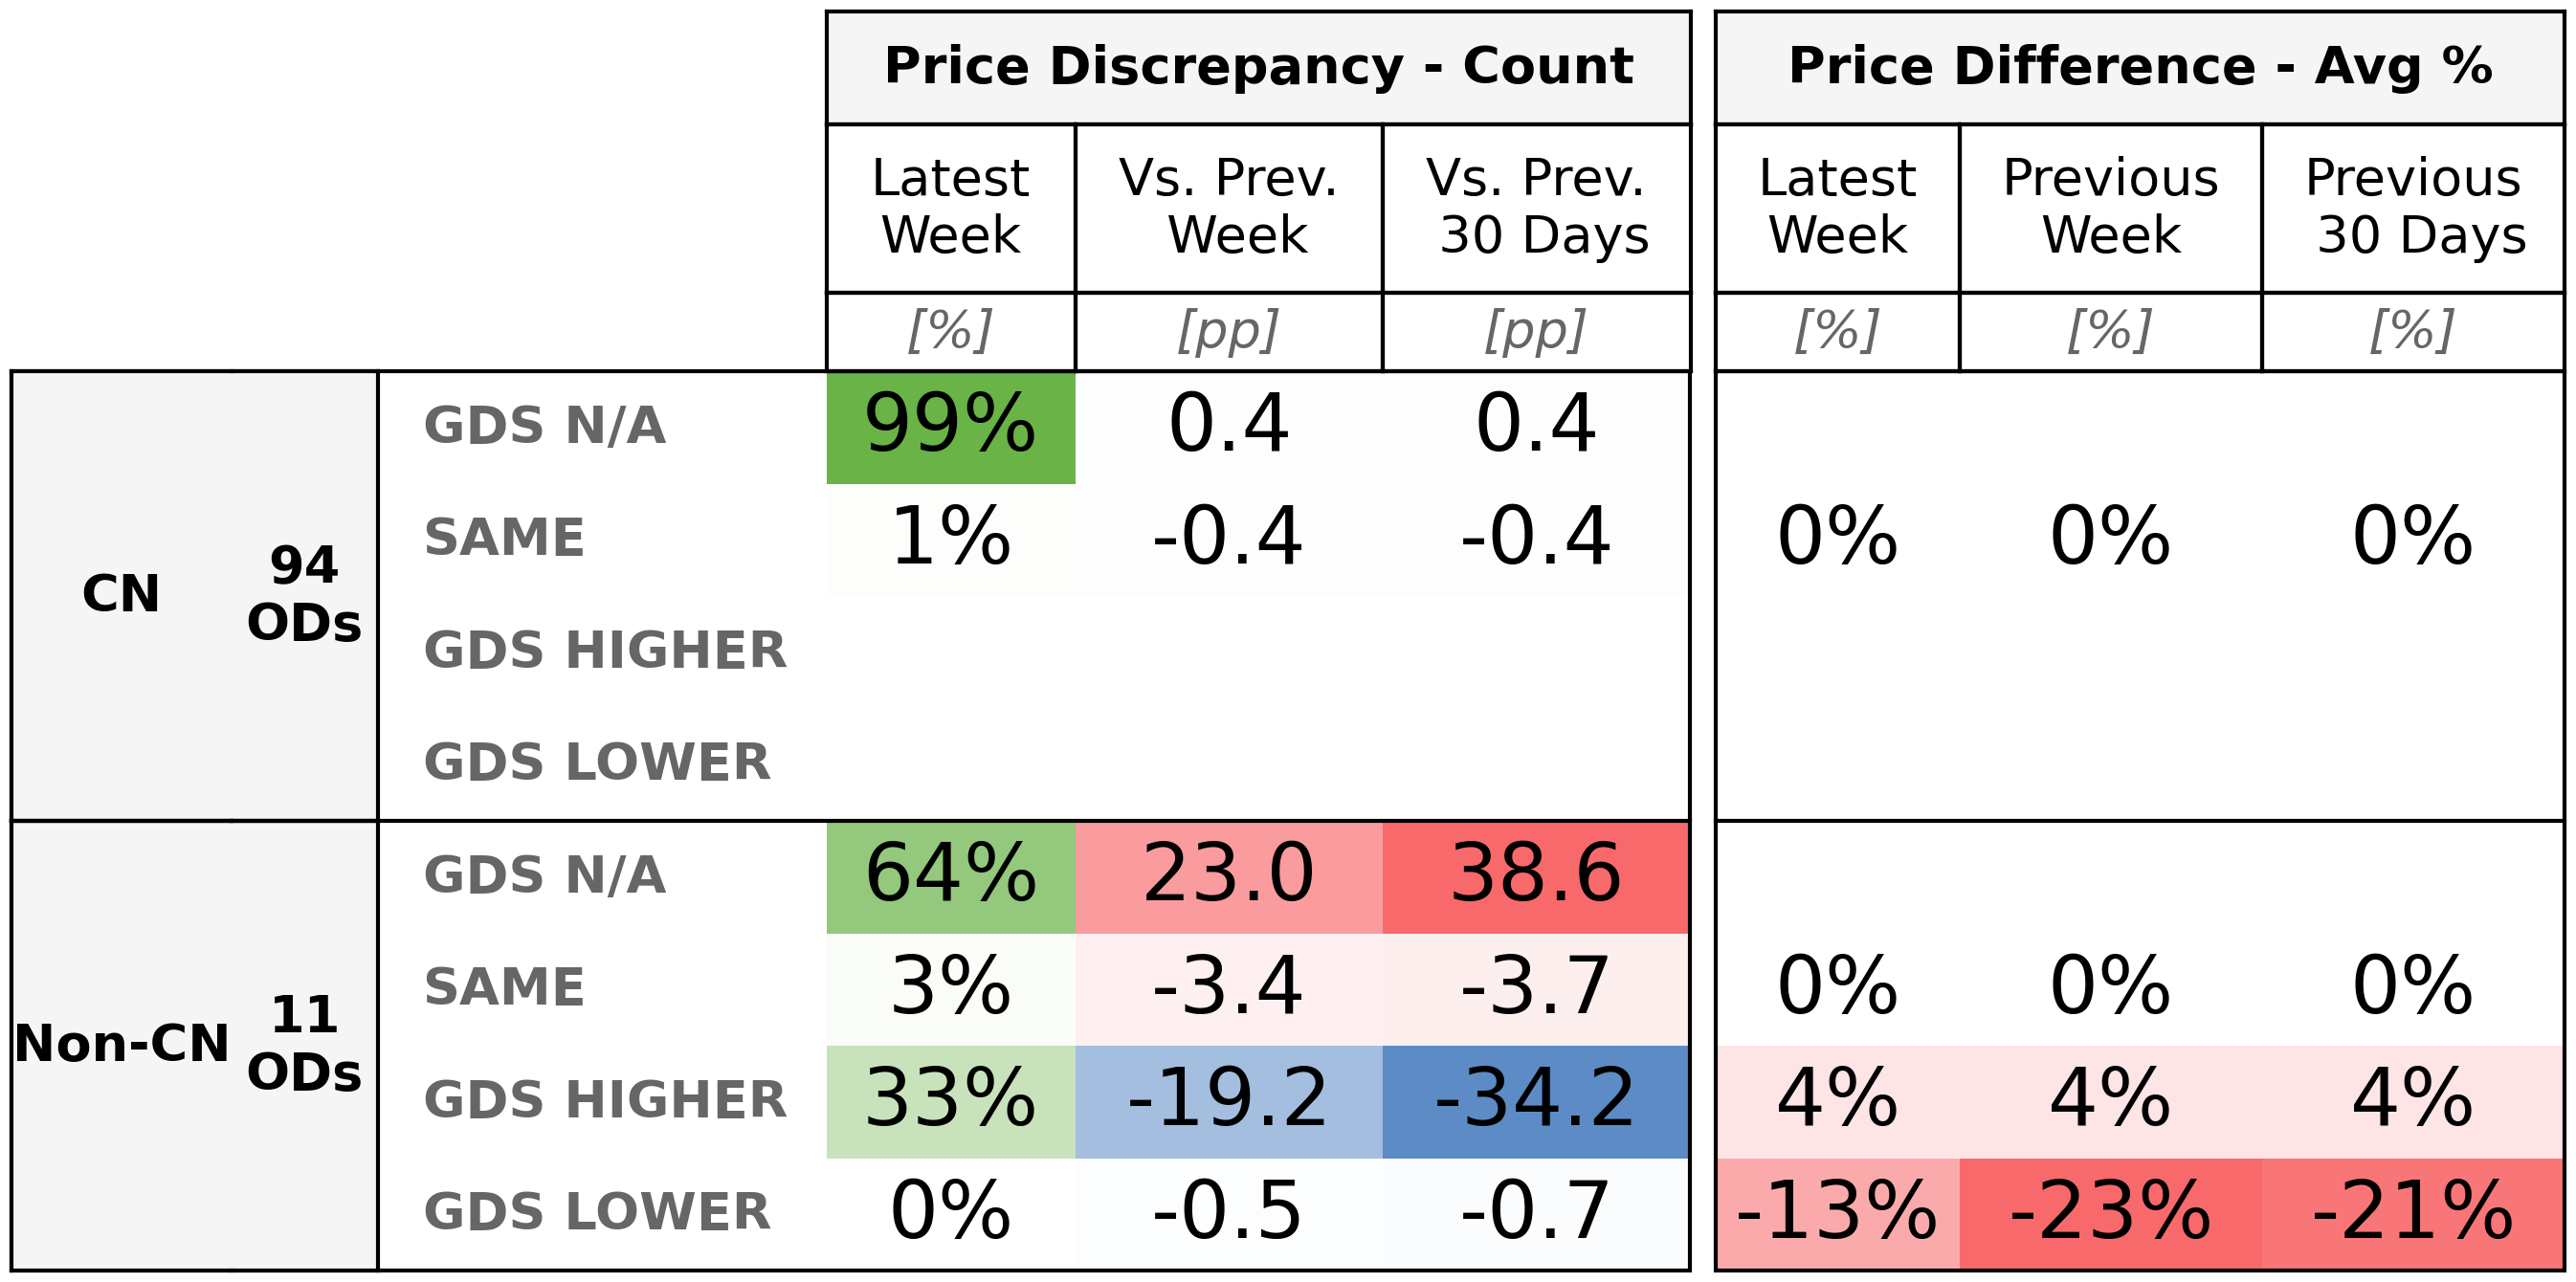 Price Discrepancy - Count Price Difference - Avg %
Latest Week Vs. Prev. Week Vs. Prev. 30 Days Latest Week Previous Week Previous 30 Days
[%] [pp] [pp] [%] [%] [%]
CN 94 ODs
GDS N/A 99% 0.4 0.4
SAME 1% -0.4 -0.4 0% 0% 0%
GDS HIGHER
GDS LOWER
Non-CN 11 ODs
GDS N/A 64% 23.0 38.6
SAME 3% -3.4 -3.7 0% 0% 0%
GDS HIGHER 33% -19.2 -34.2 4% 4% 4%
GDS LOWER 0% -0.5 -0.7 -13% -23% -21%